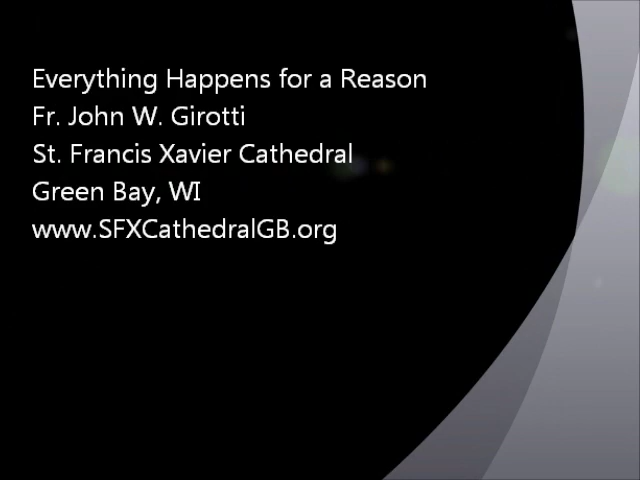 Everything Happens for a Reason
Fr. John W. Girotti
St. Francis Xavier Cathedral
Green Bay, WI
www.SFXCathedralGB.org